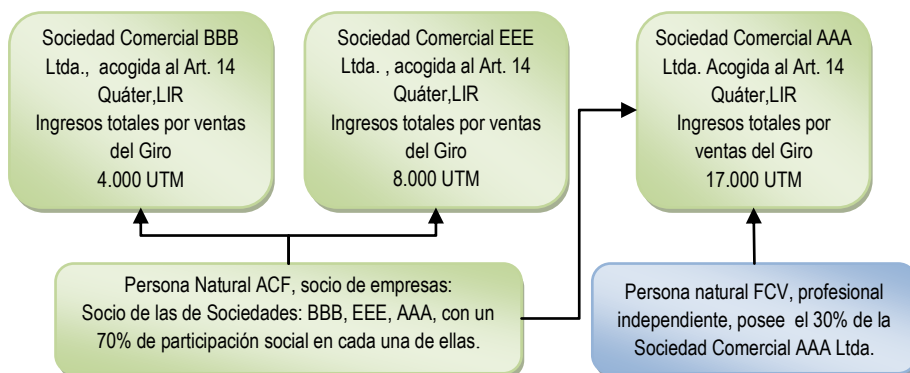 Sociedad Comercial BBB
Ltda., acogida al Art. 14
Quáter,LIR
Ingresos totales por ventas
del Giro
4.000 UTM
Sociedad Comercial EEE
Ltda. , acogida al Art. 14
Quáter,LIR
Ingresos totales por ventas
del Giro
8.000 UTM
Sociedad Comercial AAA
Ltda. Acogida al Art. 14
Quáter,LIR
Ingresos totales por
ventas del Giro
17.000 UTM
Persona Natural ACF, socio de empresas:
Socio de las de Sociedades: BBB, EEE, AAA, con un
70% de participación social en cada una de ellas.
Persona natural FCV, profesional
independiente, posee el 30% de la
Sociedad Comercial AAA Ltda.